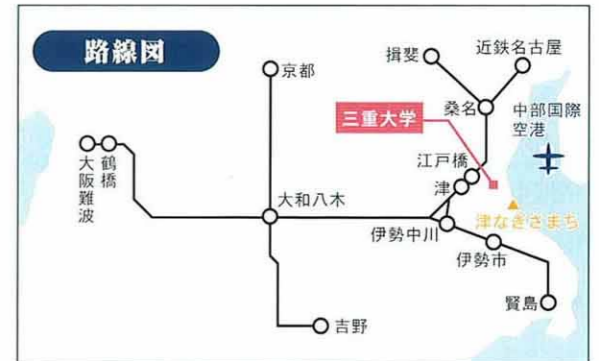 路線図
京都
揖斐
近鉄名古屋
桑名
中部国際
空港
三重大学
江戸橋
津
大阪難波
鶴橋
大和八木
津なぎさまち
伊勢中川
伊勢市
賢島
吉野